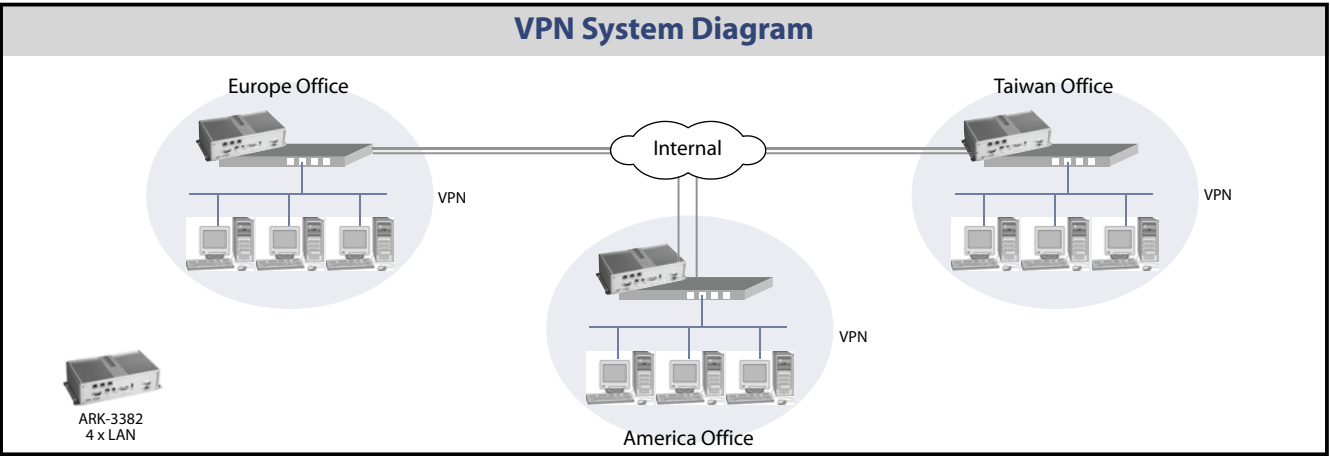 VPN System Diagram
Europe Office
Taiwan Office
Internal
VPN
VPN
VPN
ARK-3382
4 x LAN
America Office